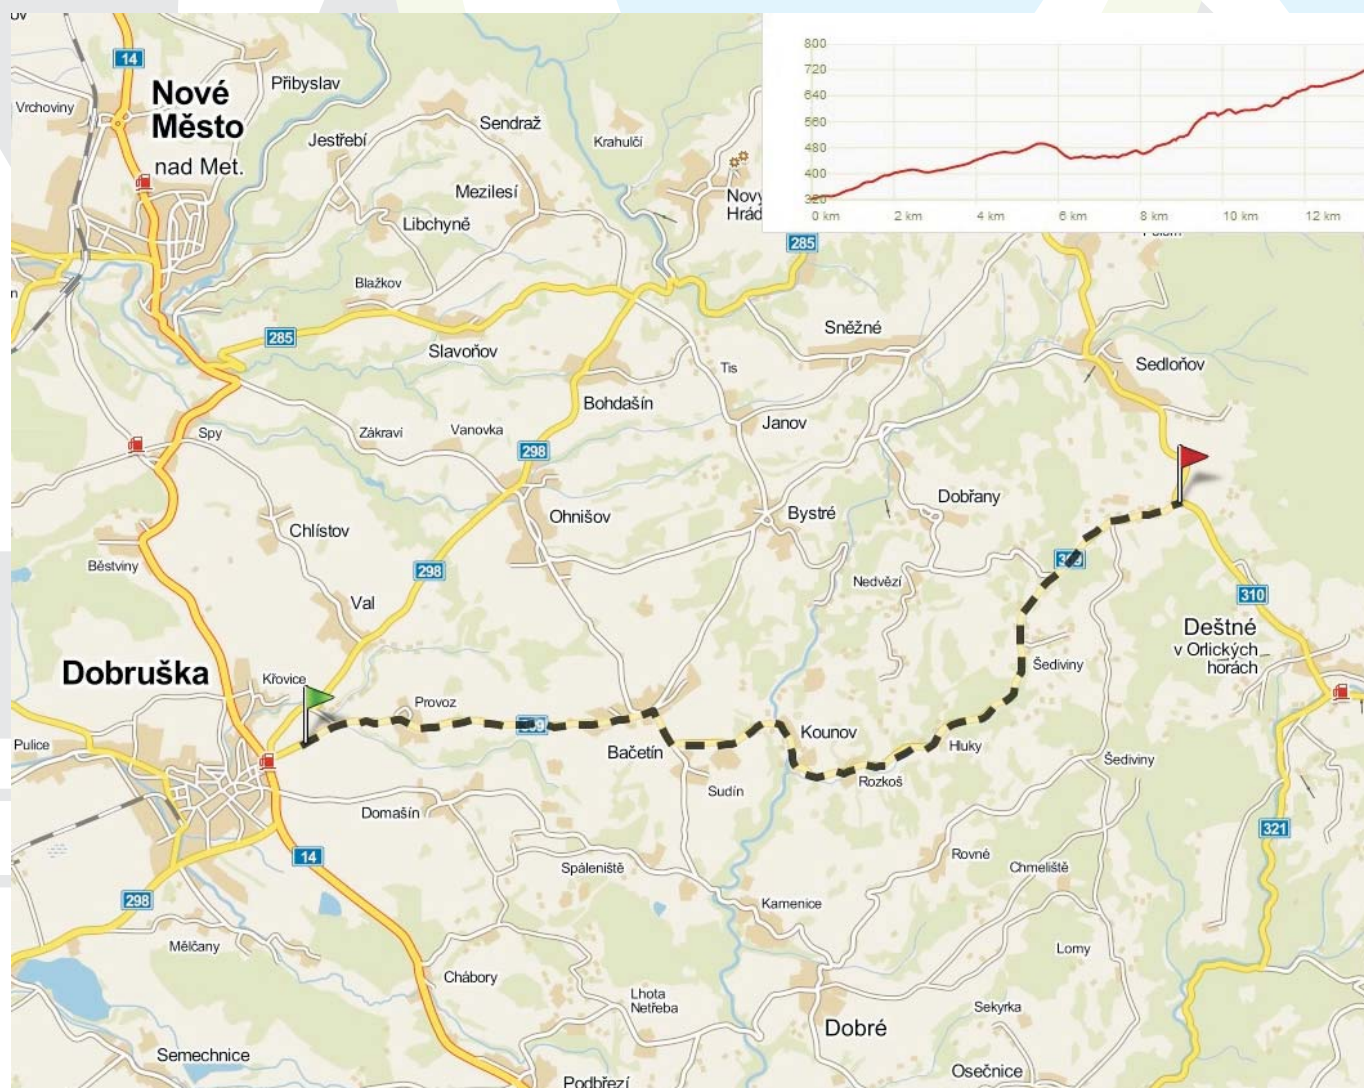 14
Přibyslav
Nové
Město
nad Met.
Vrchoviny
Jestřebí
Sendraž
Krahulčí
Mezilesí
Libchyně
Nový
Hrád
Blažkov
285
285
Slavoňov
Sněžné
Sedloňov
Tis
Bohdašín
Janov
Spy
Zákraví
Vanovka
298
Dobřany
Bystré
Ohnišov
Chlístov
Běstviny
298
Nedvězí
310
Val
Deštné
v Orlických
horách
Dobruška
Křovice
Šediviny
Provoz
Pulice
Bačetín
Kounov
Hluky
Šediviny
Sudín
Rozkoš
Domašín
14
321
Spáleniště
Rovné
Chmeliště
298
Kamenice
Mělčany
Lomy
Chábory
Lhota
Netřeba
Sekyrka
Dobré
Semechnice
Osečnice
Podbřezí
800
720
640
560
480
400
320
0 km
2 km
4 km
6 km
8 km
10 km
12 km